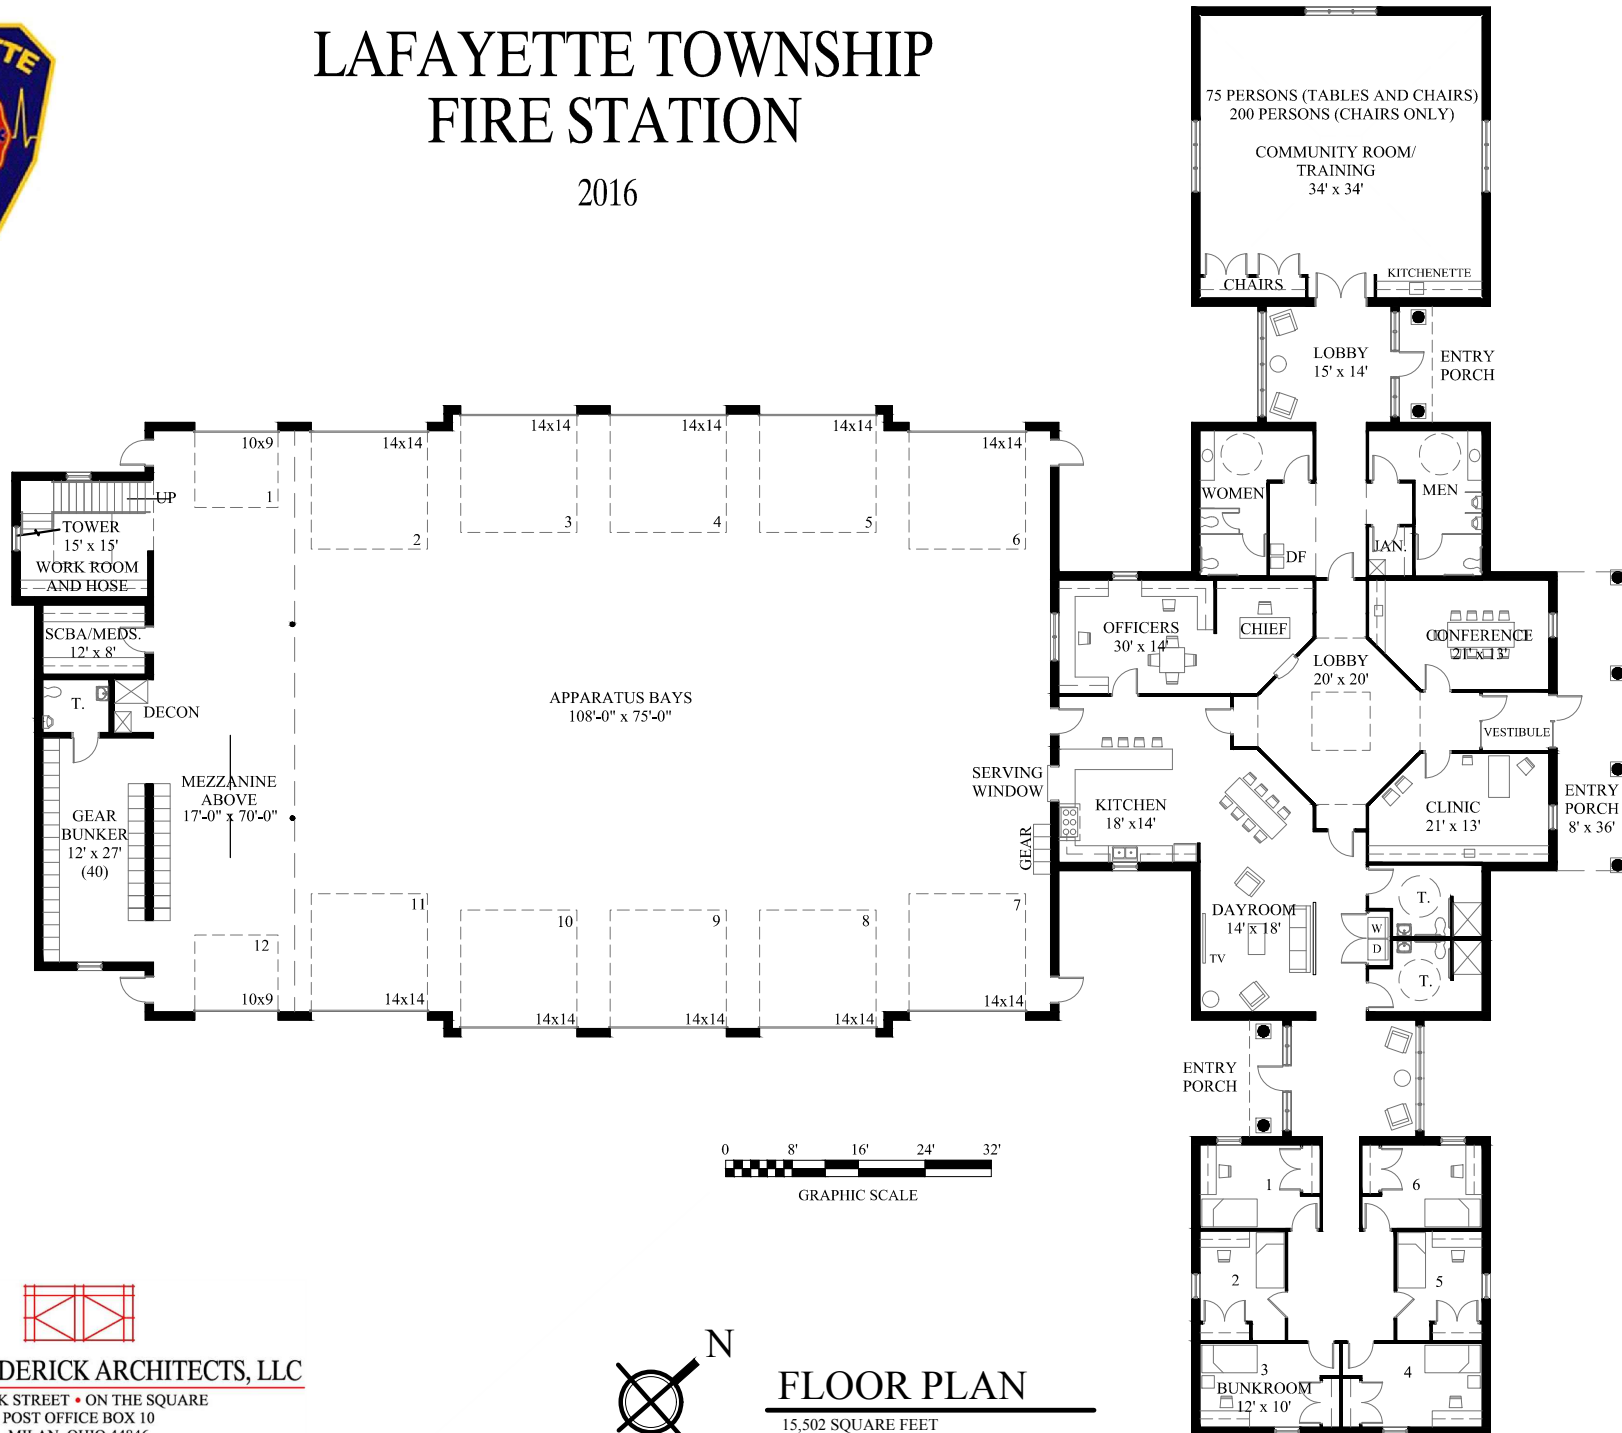 LAFAYETTE TOWNSHIP
FIRE STATION
2016
75 PERSONS (TABLES AND CHAIRS)
200 PERSONS (CHAIRS ONLY)
COMMUNITY ROOM/
TRAINING
34' x 34'
CHAIRS
KITCHENETTE
LOBBY
15' x 14'
ENTRY
PORCH
10x9
14x14
14x14
14x14
14x14
14x14
1
2
3
4
5
6
UP
TOWER
15' x 15'
WORK ROOM
AND HOSE
SCBA/MEDS.
12' x 8'
T.
DECON
WOMEN
MEN
DF
JAN.
OFFICERS
30' x 14'
CHIEF
CONFERENCE
21' x 13'
LOBBY
20' x 20'
APPARATUS BAYS
108'-0" x 75'-0"
VESTIBULE
MEZZANINE
ABOVE
17'-0" x 70'-0"
GEAR
BUNKER
12' x 27'
(40)
SERVING
WINDOW
KITCHEN
18' x14'
GEAR
CLINIC
21' x 13'
ENTRY
PORCH
8' x 36'
DAYROOM
14' x 18'
TV
T.
W
D
T.
12
11
10
9
8
7
10x9
14x14
14x14
14x14
14x14
14x14
ENTRY
PORCH
0 8' 16' 24' 32'
GRAPHIC SCALE
1
6
2
5
3
BUNKROOM
12' x 10'
4
DERICK ARCHITECTS, LLC
K STREET • ON THE SQUARE
POST OFFICE BOX 10
MILAN, OHIO 44846
N
FLOOR PLAN
15,502 SQUARE FEET